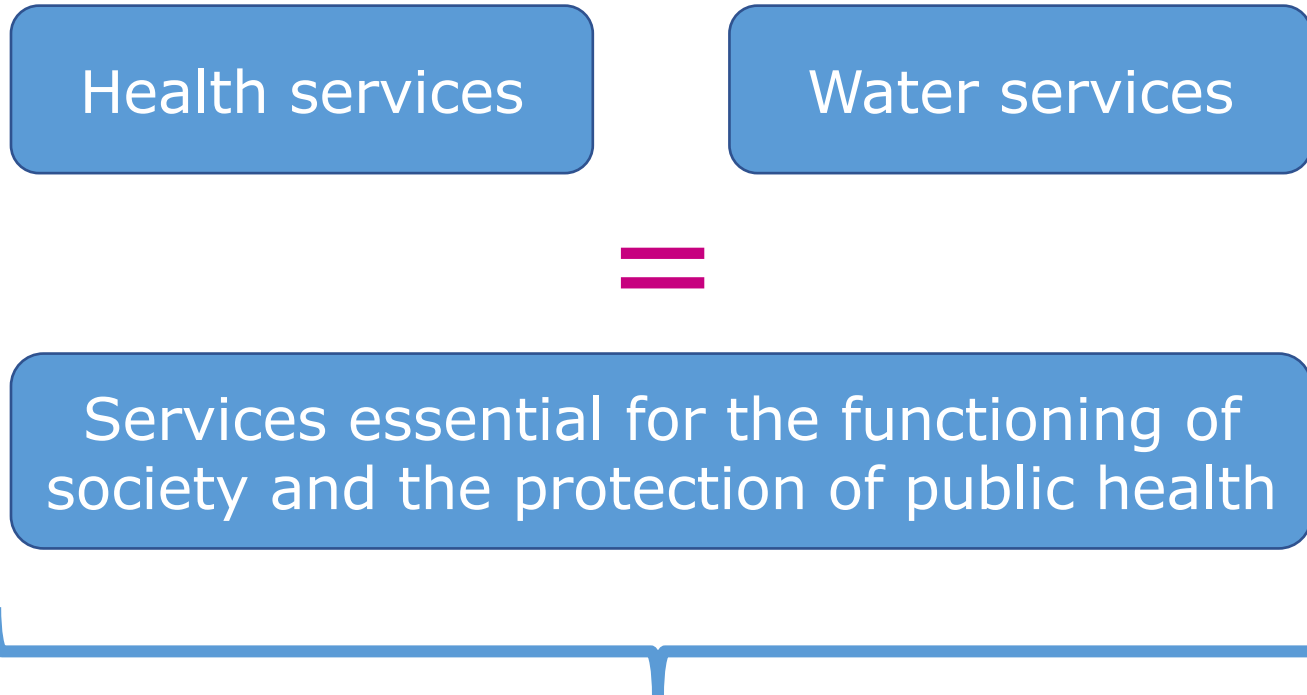 Health services
Water services
=
Services essential for the functioning of
society and the protection of public health